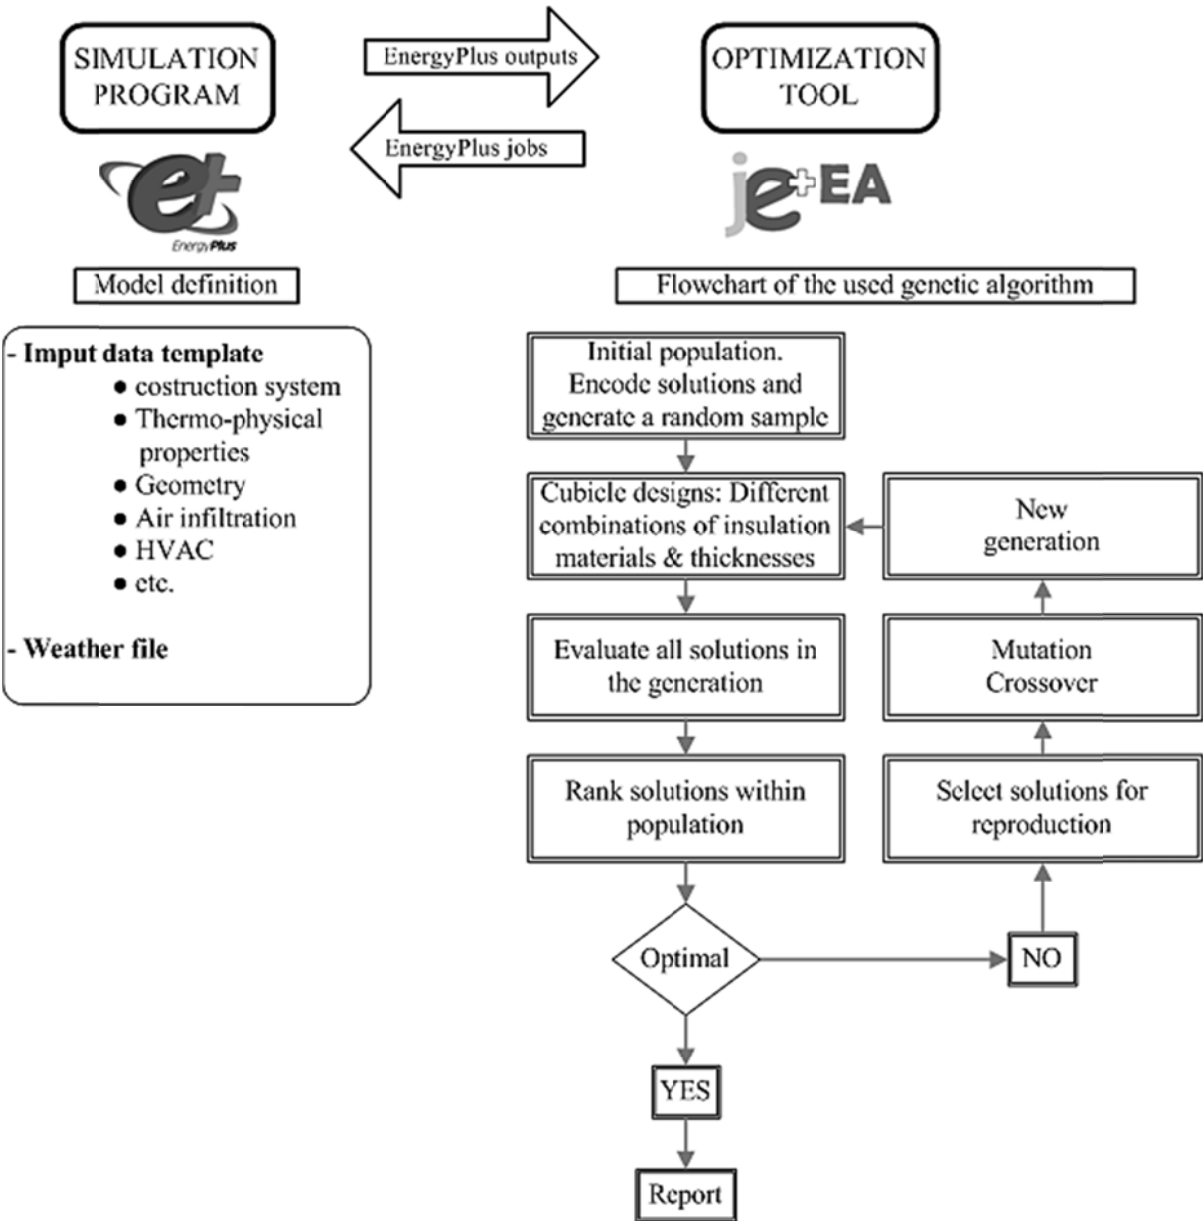 SIMULATION
PROGRAM
EnergyPlus outputs
OPTIMIZATION
TOOL
EnergyPlus jobs
e+
EnergyPlus
je+EA
Model definition
Flowchart of the used genetic algorithm
- Imput data template
● costruction system
● Thermo-physical
properties
● Geometry
● Air infiltration
● HVAC
● etc.
- Weather file
Initial population.
Encode solutions and
generate a random sample
Cubicle designs: Different
combinations of insulation
materials & thicknesses
New
generation
Evaluate all solutions in
the generation
Mutation
Crossover
Rank solutions within
population
Select solutions for
reproduction
Optimal
NO
YES
Report